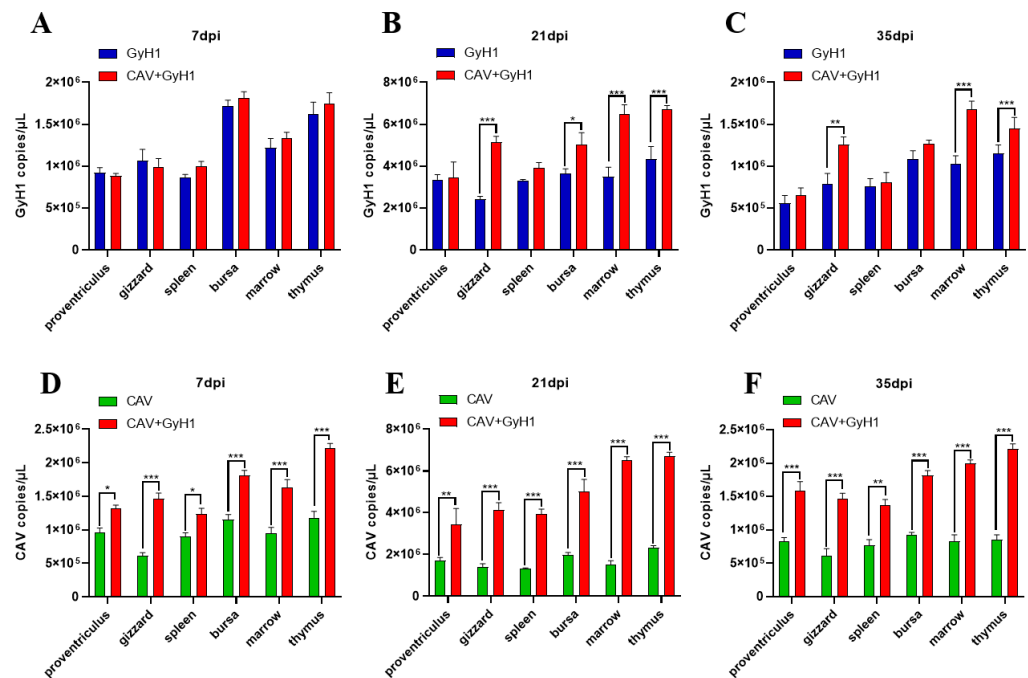 A
7dpi
GyH1
CAV+GyH1
GyH1 copies/μL
2×10⁶
1.5×10⁶
1×10⁶
5×10⁵
0
proventriculus
gizzard
spleen
bursa
marrow
thymus
B
21dpi
GyH1
CAV+GyH1
GyH1 copies/μL
8×10⁶
6×10⁶
4×10⁶
2×10⁶
0
***
*
***
***
proventriculus
gizzard
spleen
bursa
marrow
thymus
C
35dpi
GyH1
CAV+GyH1
GyH1 copies/μL
2×10⁶
1.5×10⁶
1×10⁶
5×10⁵
0
**
***
***
proventriculus
gizzard
spleen
bursa
marrow
thymus
D
7dpi
CAV
CAV+GyH1
CAV copies/μL
2.5×10⁶
2×10⁶
1.5×10⁶
1×10⁶
5×10⁵
0
*
***
*
***
***
***
proventriculus
gizzard
spleen
bursa
marrow
thymus
E
21dpi
CAV
CAV+GyH1
CAV copies/μL
8×10⁶
6×10⁶
4×10⁶
2×10⁶
0
**
***
***
***
***
***
proventriculus
gizzard
spleen
bursa
marrow
thymus
F
35dpi
CAV
CAV+GyH1
CAV copies/μL
2.5×10⁶
2×10⁶
1.5×10⁶
1×10⁶
5×10⁵
0
***
***
**
***
***
***
proventriculus
gizzard
spleen
bursa
marrow
thymus